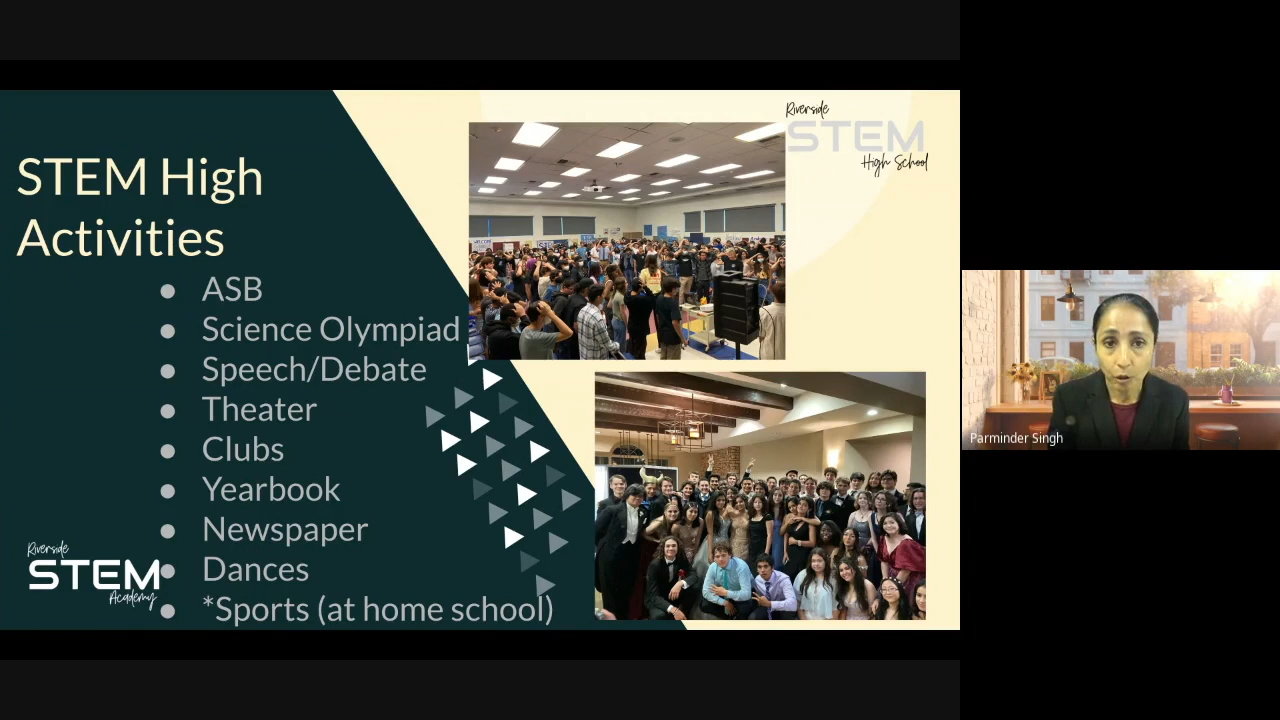 STEM High
Activities
● ASB
● Science Olympiad
● Speech/Debate
● Theater
● Clubs
● Yearbook
● Newspaper
● Dances
● *Sports (at home school)
Riverside
STEM
Academy
Riverside
STEM
High School
Parminder Singh